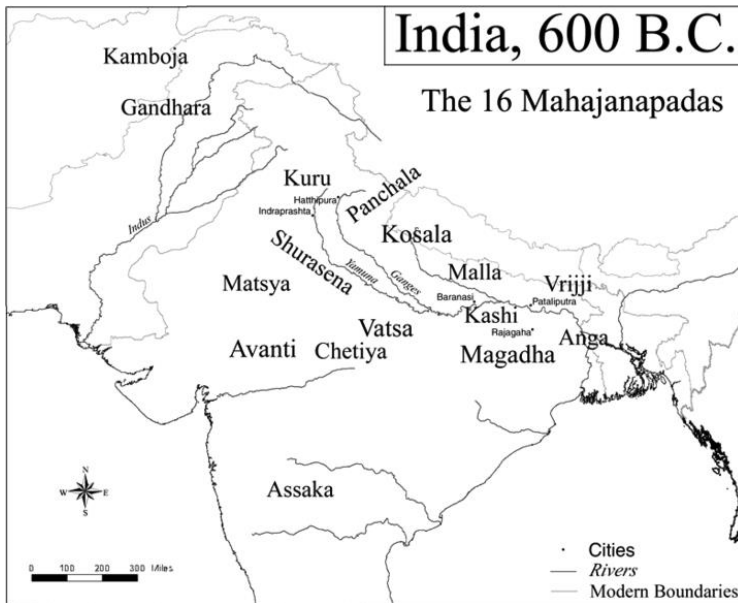 India, 600 B.C.
The 16 Mahajanapadas
Kamboja
Gandhara
Indus
Kuru
Hatthipura
Indraprashta
Panchala
Shurasena
Yamuna
Ganges
Kosala
Malla
Vrijji
Matsya
Baranasi
Pataliputra
Kashi
Rajagaha
Vatsa
Avanti
Chetiya
Magadha
Anga
Assaka
N
W E
S
0 100 200 300 Miles
Cities
Rivers
Modern Boundaries